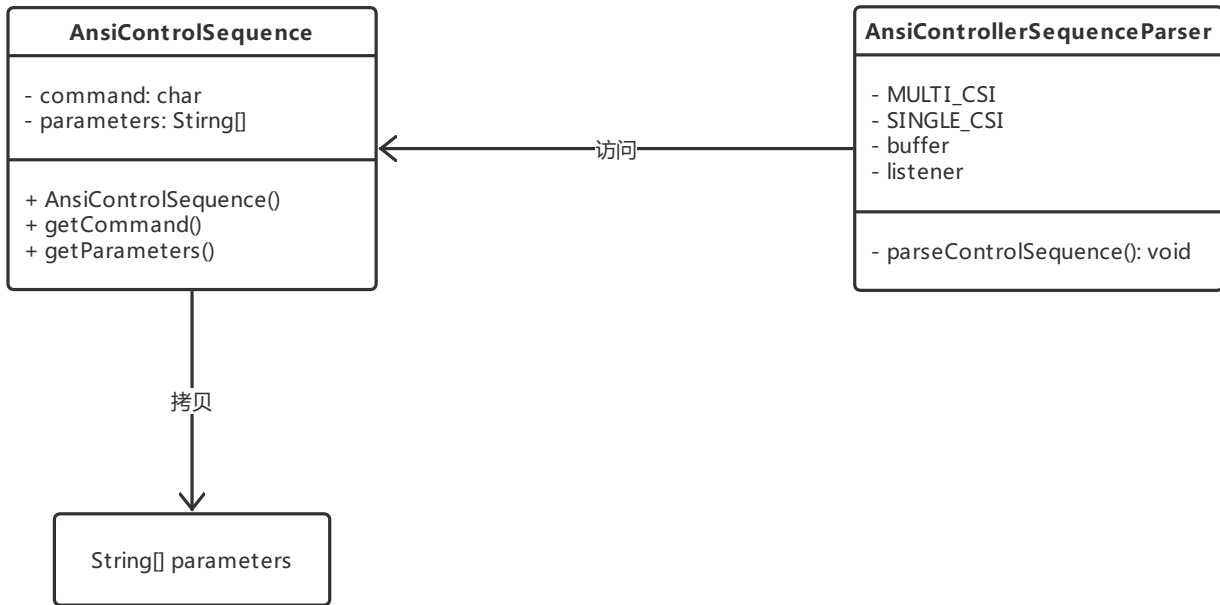 AnsiControlSequence
- command: char
- parameters: Stirng[]
+ AnsiControlSequence()
+ getCommand()
+ getParameters()
访问
AnsiControllerSequenceParser
- MULTI_CSI
- SINGLE_CSI
- buffer
- listener
- parseControlSequence(): void
拷贝
String[] parameters